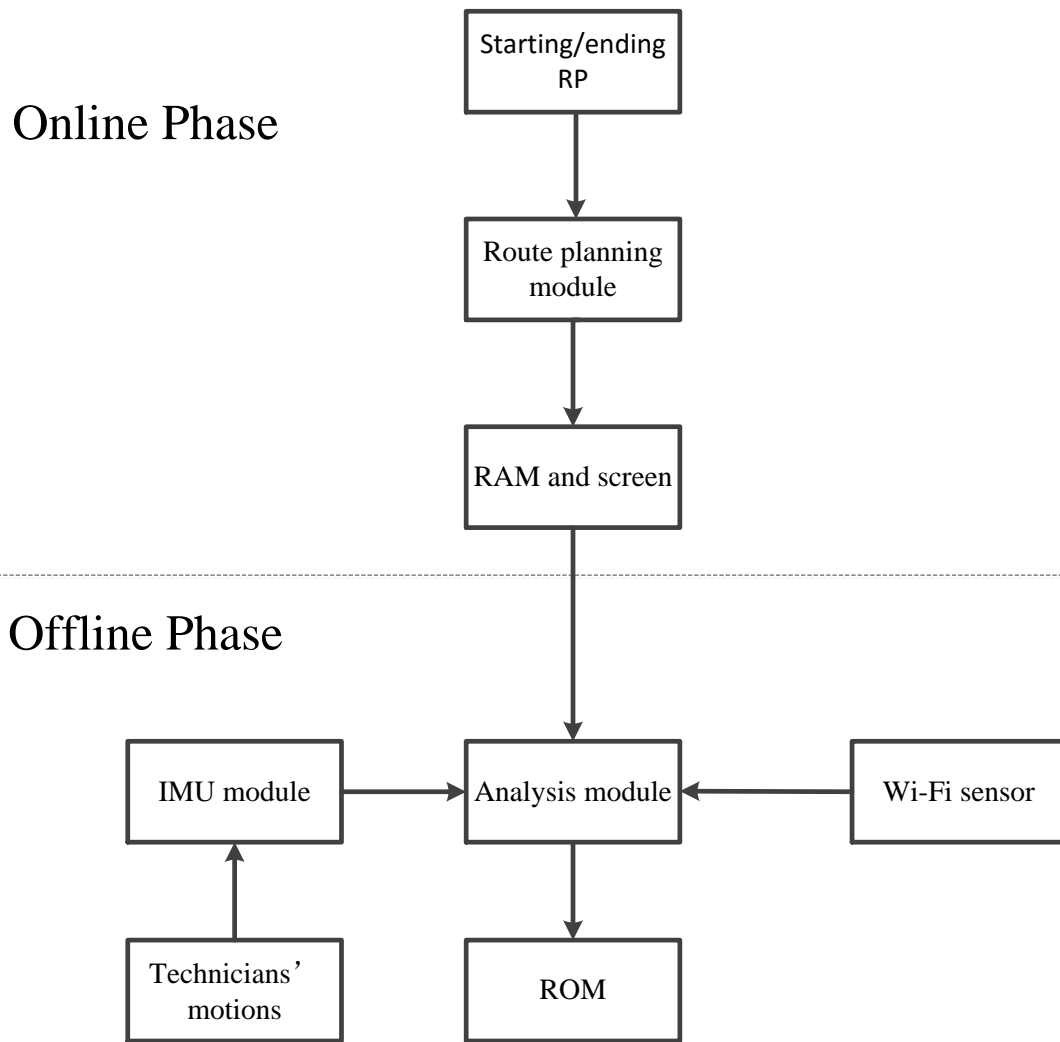 Starting/ending
RP
Online Phase
Route planning
module
RAM and screen
Offline Phase
IMU module
Analysis module
Wi-Fi sensor
Technicians’
motions
ROM